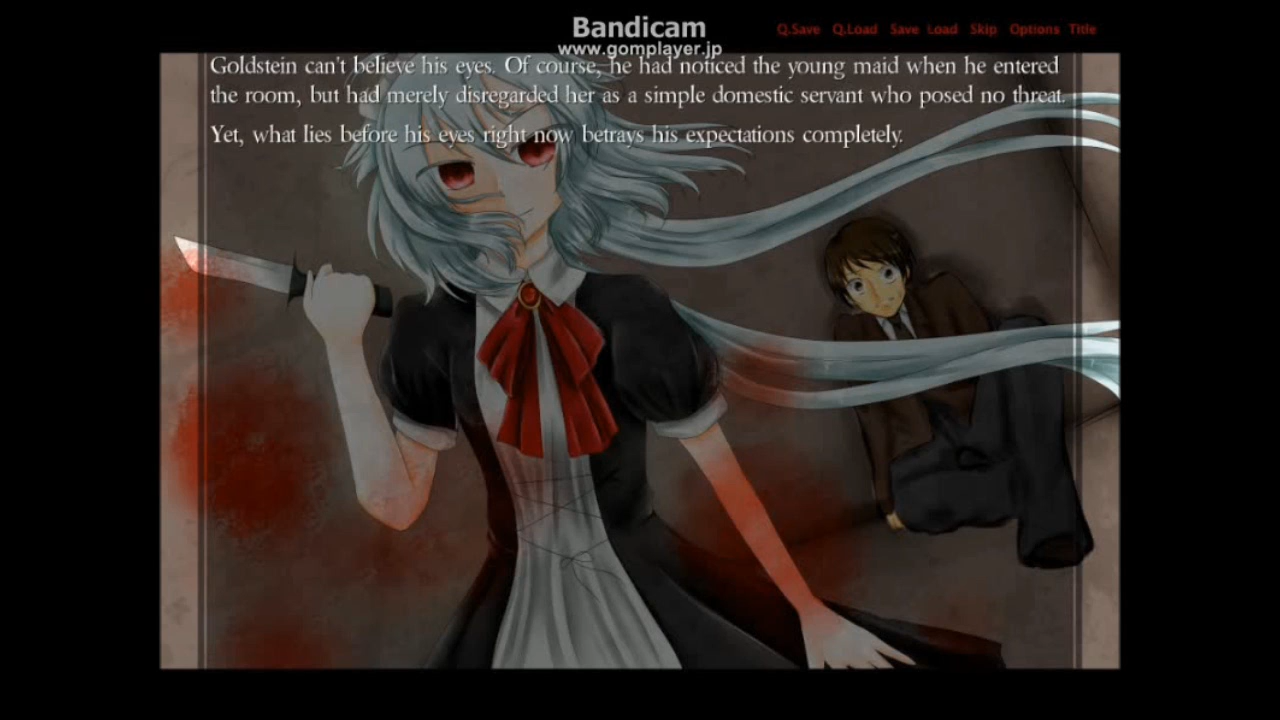 Bandicam
www.gomplayer.jp
Q.Save Q.Load Save Load Skip Options Title
Goldstein can't believe his eyes. Of course, he had noticed the young maid when he entered
the room, but had merely disregarded her as a simple domestic servant who posed no threat.
Yet, what lies before his eyes right now betrays his expectations completely.